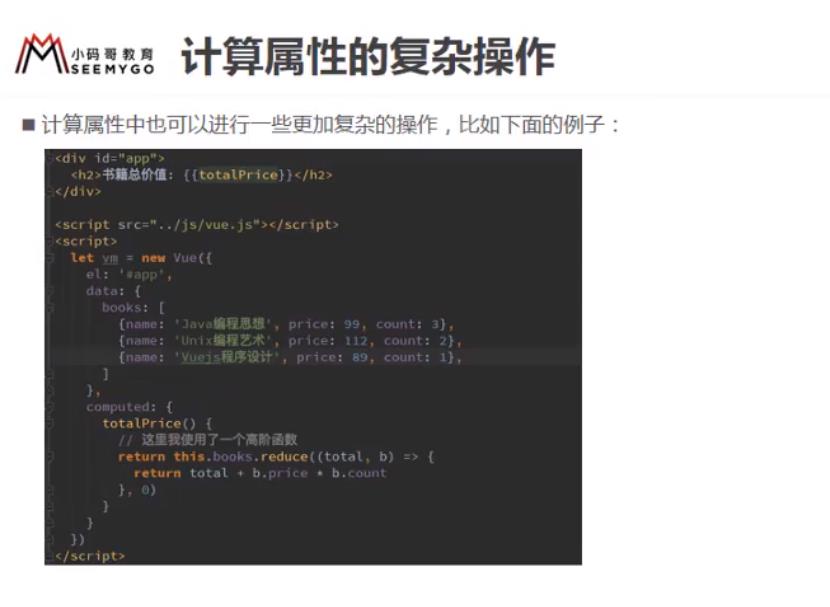 小码哥教育
SEEMYGO
计算属性的复杂操作
计算属性中也可以进行一些更加复杂的操作，比如下面的例子：
<div id="app">
<h2>书籍总价值: {{totalPrice}}</h2>
</div>
<script src="../js/vue.js"></script>
<script>
let vm = new Vue({
el: '#app',
data: {
books: [
{name: 'Java编程思想', price: 99, count: 3},
{name: 'Unix编程艺术', price: 112, count: 2},
{name: 'Vuejs程序设计', price: 89, count: 1},
]
},
computed: {
totalPrice() {
// 这里我使用了一个高阶函数
return this.books.reduce((total, b) => {
return total + b.price * b.count
}, 0)
}
}
})
</script>